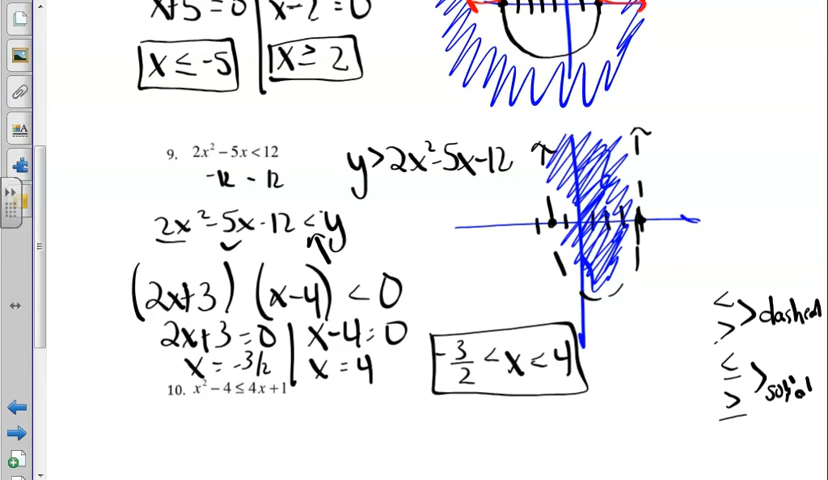 x+5=0 | x-2=0
x ≤ -5 | x ≥ 2
9. 2x² - 5x < 12
-12 - 12
y > 2x² - 5x - 12
2x² - 5x - 12 < y
(2x+3) (x-4) < 0
2x+3=0 | x-4=0
x = -3/2 | x = 4
-3/2 < x < 4
< > dashed
≤ ≥ solid
10. x² - 4 ≤ 4x + 1